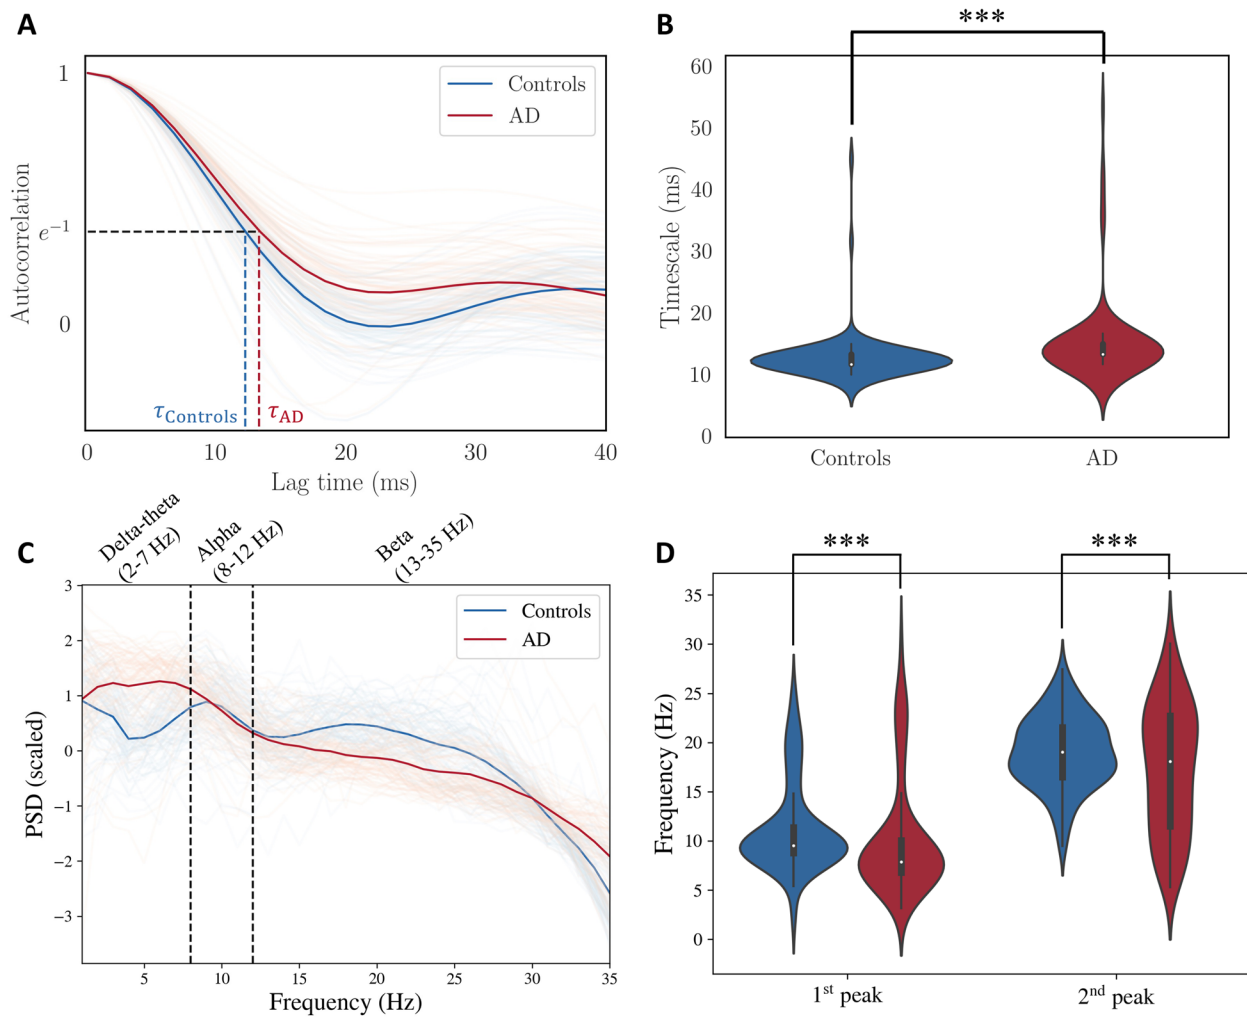 A
1
e⁻¹
0
Autocorrelation
Controls
AD
τControls
τAD
0
10
20
30
40
Lag time (ms)
B
***
60
50
40
30
20
10
0
Timescale (ms)
Controls
AD
C
Delta-theta
(2-7 Hz)
Alpha
(8-12 Hz)
Beta
(13-35 Hz)
3
2
1
0
−1
−2
−3
PSD (scaled)
Controls
AD
5
10
15
20
25
30
35
Frequency (Hz)
D
***
***
35
30
25
20
15
10
5
0
Frequency (Hz)
1st peak
2nd peak